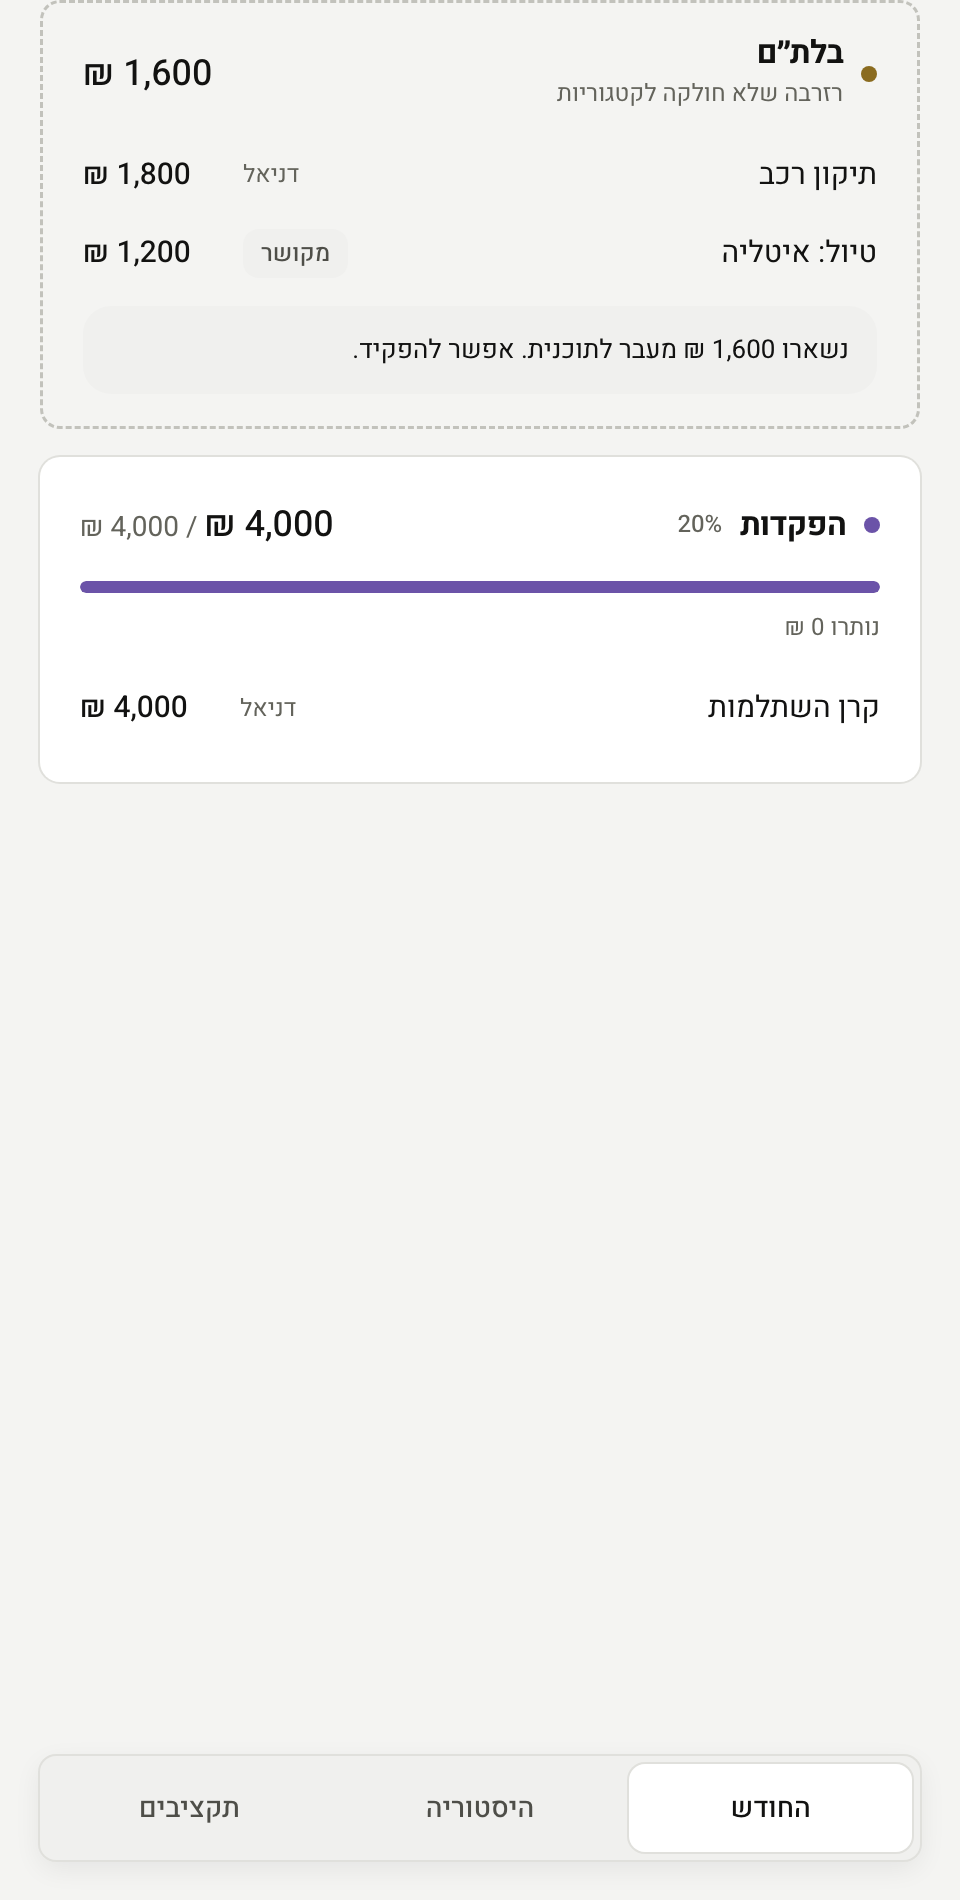 בלת״ם
1,600 ₪
רזרבה שלא חולקה לקטגוריות
תיקון רכב דניאל 1,800 ₪
טיול: איטליה מקושר 1,200 ₪
נשארו 1,600 ₪ מעבר לתוכנית. אפשר להפקיד.
הפקדות 20% 4,000 ₪ / 4,000 ₪
נותרו 0 ₪
קרן השתלמות דניאל 4,000 ₪
החודש היסטוריה תקציבים